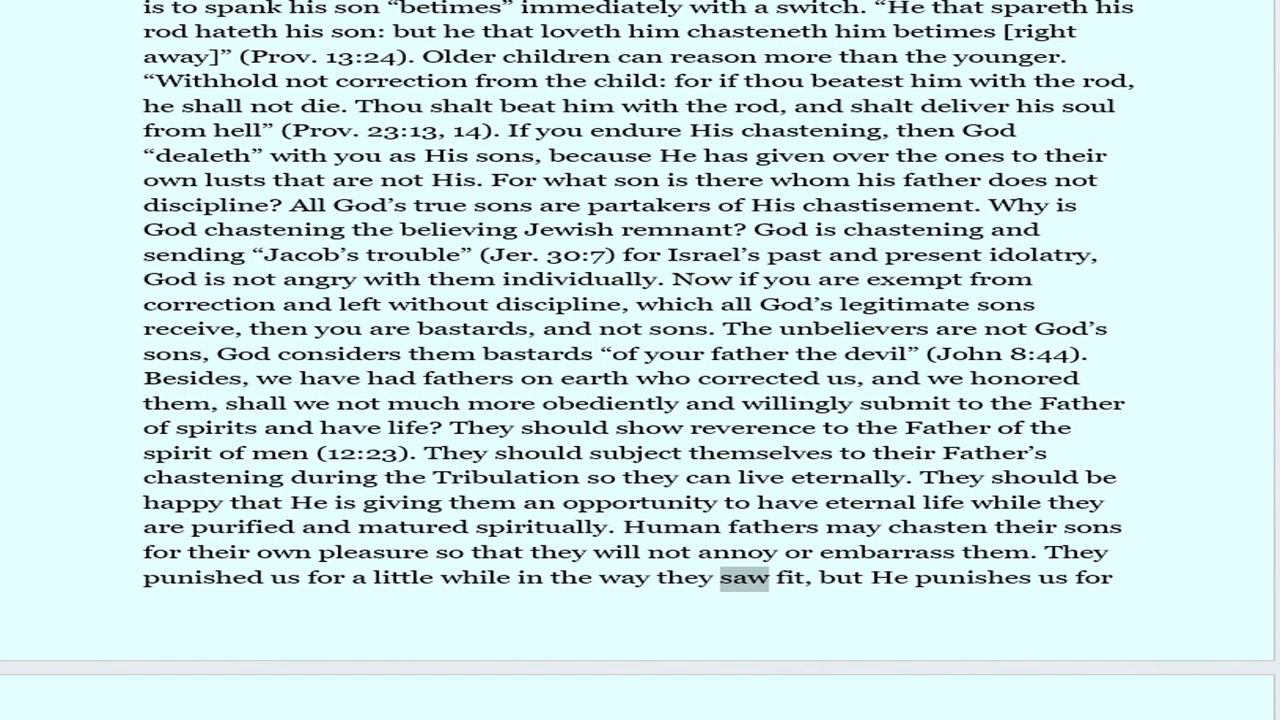 is to spank his son “betimes” immediately with a switch. “He that spareth his
rod hateth his son: but he that loveth him chasteneth him betimes [right
away]” (Prov. 13:24). Older children can reason more than the younger.
“Withhold not correction from the child: for if thou beatest him with the rod,
he shall not die. Thou shalt beat him with the rod, and shalt deliver his soul
from hell” (Prov. 23:13, 14). If you endure His chastening, then God
“dealeth” with you as His sons, because He has given over the ones to their
own lusts that are not His. For what son is there whom his father does not
discipline? All God’s true sons are partakers of His chastisement. Why is
God chastening the believing Jewish remnant? God is chastening and
sending “Jacob’s trouble” (Jer. 30:7) for Israel’s past and present idolatry,
God is not angry with them individually. Now if you are exempt from
correction and left without discipline, which all God’s legitimate sons
receive, then you are bastards, and not sons. The unbelievers are not God’s
sons, God considers them bastards “of your father the devil” (John 8:44).
Besides, we have had fathers on earth who corrected us, and we honored
them, shall we not much more obediently and willingly submit to the Father
of spirits and have life? They should show reverence to the Father of the
spirit of men (12:23). They should subject themselves to their Father’s
chastening during the Tribulation so they can live eternally. They should be
happy that He is giving them an opportunity to have eternal life while they
are purified and matured spiritually. Human fathers may chasten their sons
for their own pleasure so that they will not annoy or embarrass them. They
punished us for a little while in the way they saw fit, but He punishes us for